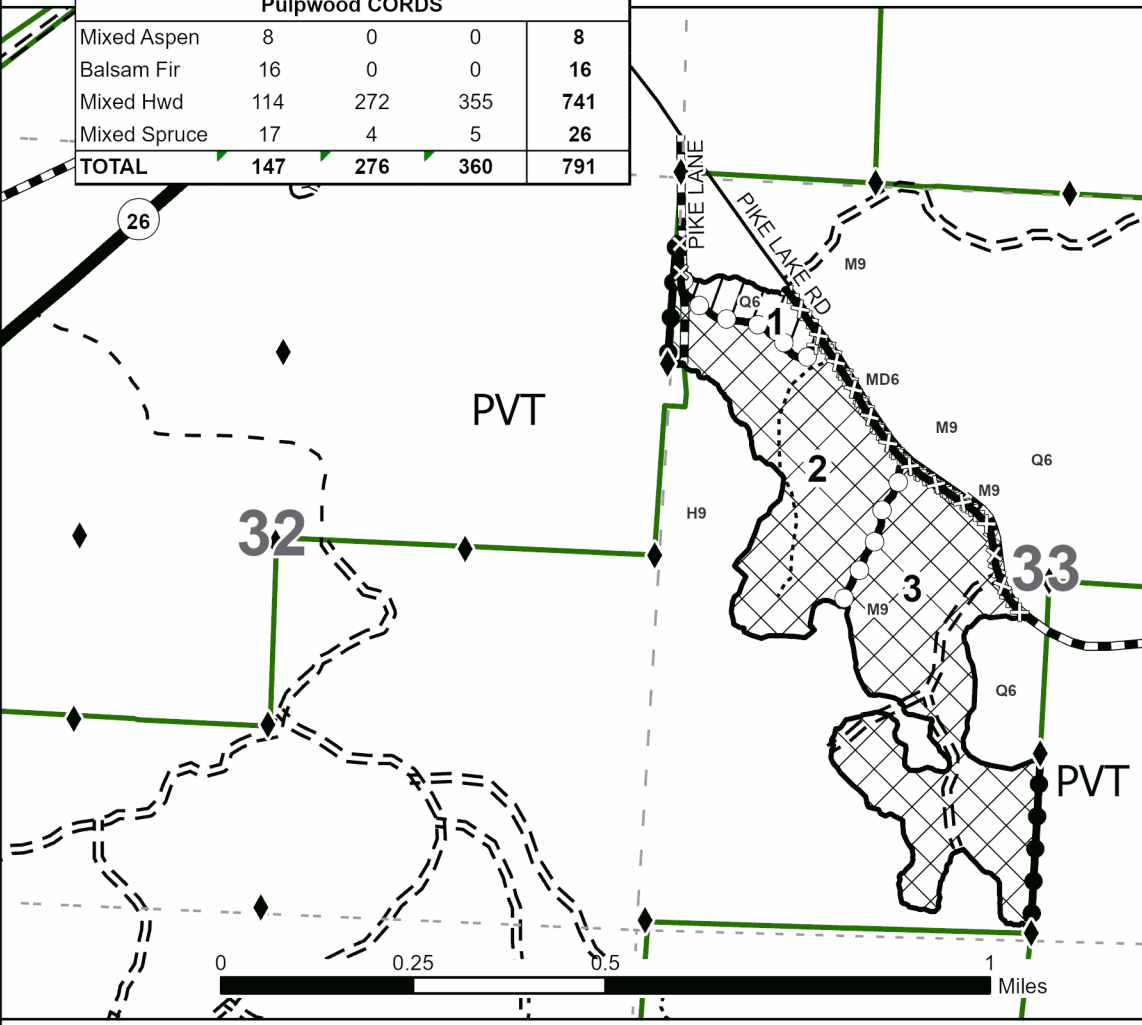 Pulpwood CORDS
Mixed Aspen 8 0 0 8
Balsam Fir 16 0 0 16
Mixed Hwd 114 272 355 741
Mixed Spruce 17 4 5 26
TOTAL 147 276 360 791
26
PIKE LANE
PIKE LAKE RD
M9
Q6
1
MD6
PVT
M9
Q6
2
M9
H9
32
33
3
M9
Q6
PVT
0 0.25 0.5 1
Miles